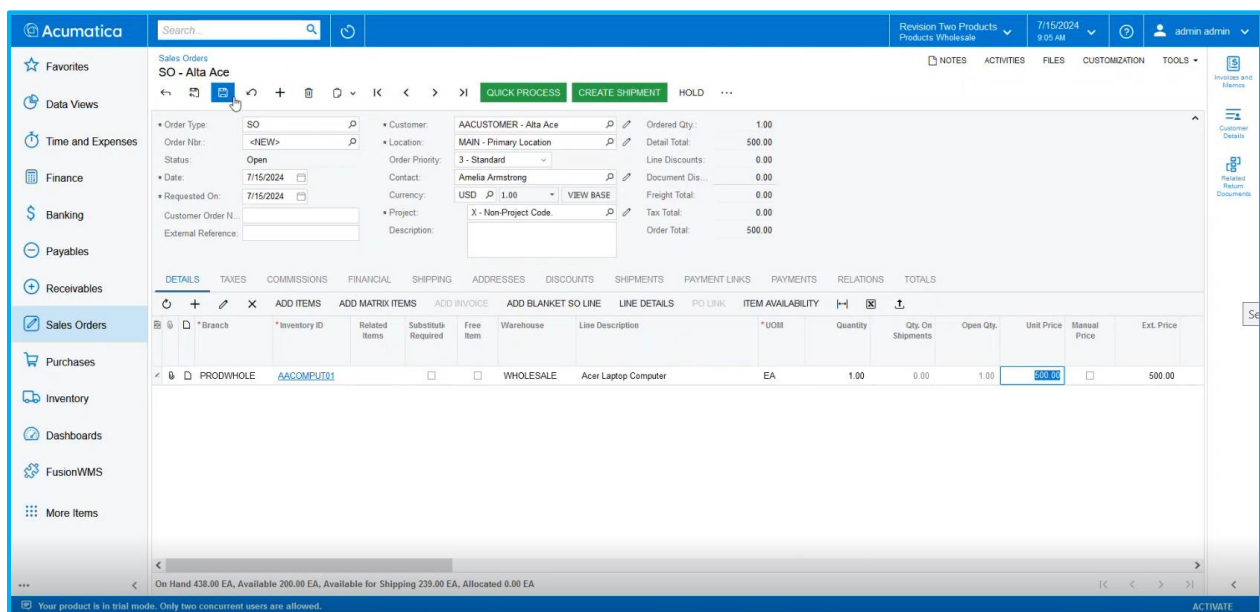 Acumatica
Search...
Revision Two Products
Products Wholesale
7/15/2024
9:05 AM
admin admin
Favorites
Data Views
Time and Expenses
Finance
Banking
Payables
Receivables
Sales Orders
Purchases
Inventory
Dashboards
FusionWMS
More Items
Sales Orders
SO - Alta Ace
NOTES ACTIVITIES FILES CUSTOMIZATION TOOLS
QUICK PROCESS CREATE SHIPMENT HOLD ...
* Order Type: SO
Order Nbr.: <NEW>
Status: Open
* Date: 7/15/2024
* Requested On: 7/15/2024
Customer Order N...
External Reference:
* Customer: AACUSTOMER - Alta Ace
* Location: MAIN - Primary Location
Order Priority: 3 - Standard
Contact: Amelia Armstrong
Currency: USD 1.00 VIEW BASE
* Project: X - Non-Project Code.
Description:
Ordered Qty.: 1.00
Detail Total: 500.00
Line Discounts: 0.00
Document Dis... 0.00
Freight Total: 0.00
Tax Total: 0.00
Order Total: 500.00
DETAILS TAXES COMMISSIONS FINANCIAL SHIPPING ADDRESSES DISCOUNTS SHIPMENTS PAYMENT LINKS PAYMENTS RELATIONS TOTALS
ADD ITEMS ADD MATRIX ITEMS ADD INVOICE ADD BLANKET SO LINE LINE DETAILS PO LINK ITEM AVAILABILITY
* Branch * Inventory ID Related Items Substituti Required Free Item Warehouse Line Description * UOM Quantity Qty. On Shipments Open Qty. Unit Price Manual Price Ext. Price
PRODWHOLE AACOMPUT01 WHOLESALE Acer Laptop Computer EA 1.00 0.00 1.00 500.00 500.00
On Hand 438.00 EA, Available 200.00 EA, Available for Shipping 239.00 EA, Allocated 0.00 EA
Invoices and Memos
Customer Details
Related Return Documents
Se
Your product is in trial mode. Only two concurrent users are allowed.
ACTIVATE